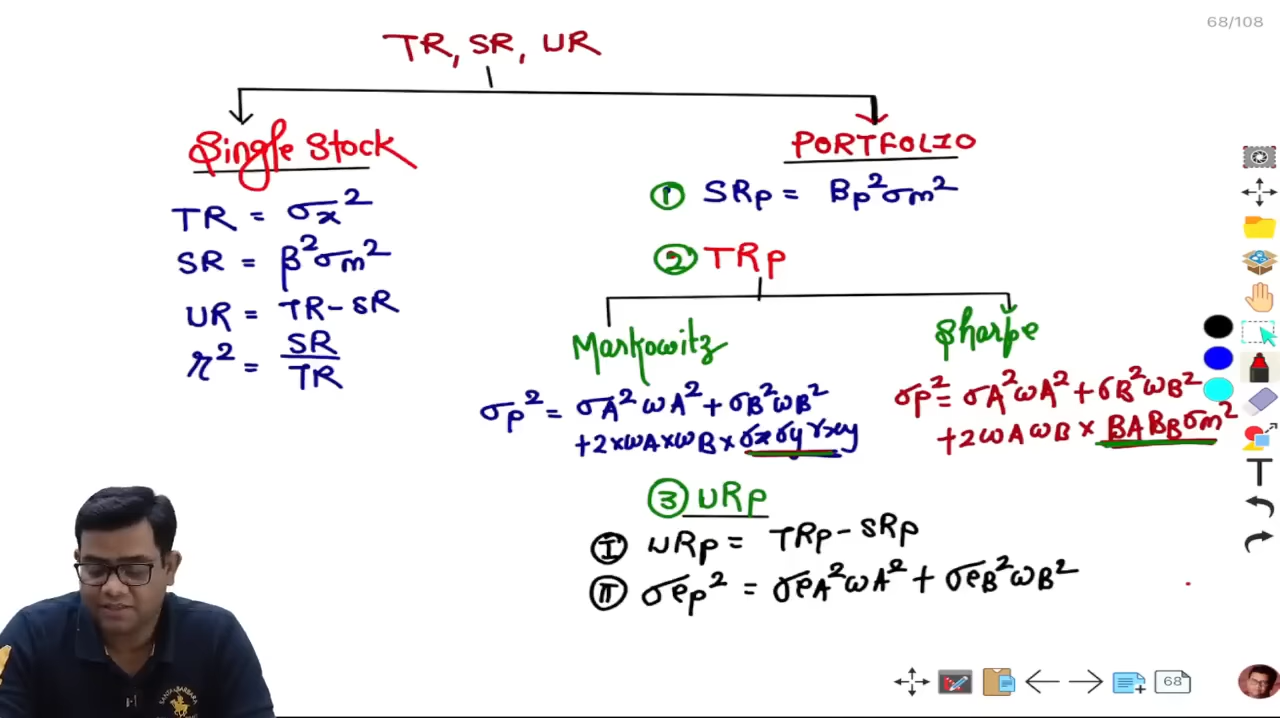 68/108
TR, SR, UR
Single Stock
TR = σx²
SR = β²σm²
UR = TR-SR
r² = SR/TR
PORTFOLIO
① SRp = Bp²σm²
② TRp
Markowitz
σp² = σA²ωA² + σB²ωB²
+2×ωA×ωB×σxσyrxy
Sharpe
σp² = σA²ωA² + σB²ωB²
+2ωAωB × BABBσm²
③ URp
Ⓘ URp = TRp-SRp
Ⓘⓘ σep² = σeA²ωA² + σeB²ωB²
T
68